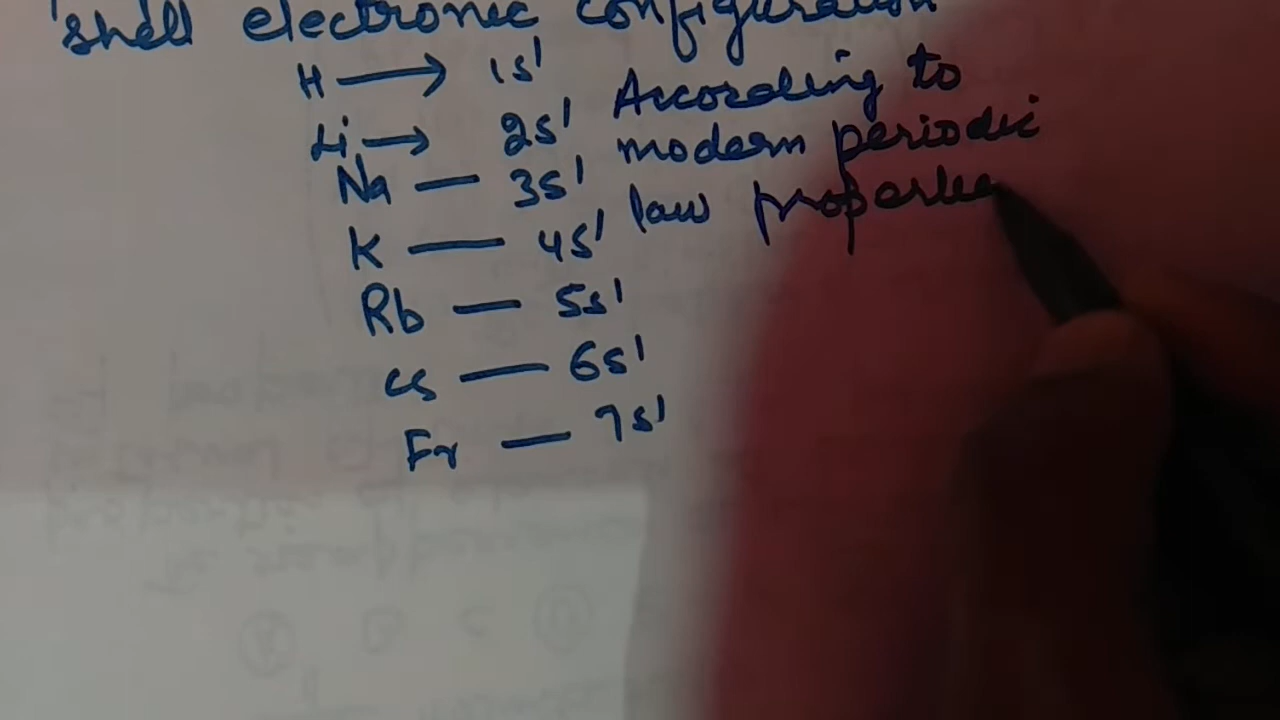 shell electronic configuration
H → 1s¹
Li → 2s¹
Na — 3s¹
K — 4s¹
Rb — 5s¹
Cs — 6s¹
Fr — 7s¹
According to
modern periodic
law